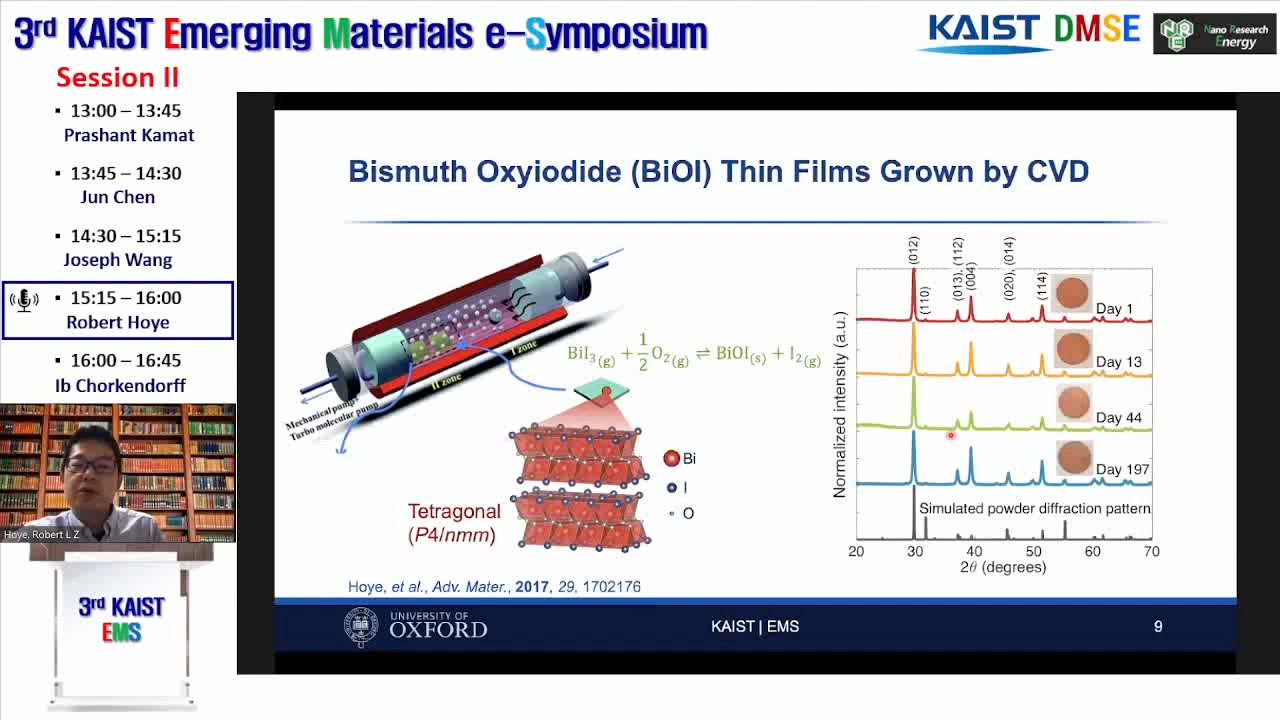 3rd KAIST Emerging Materials e-Symposium
KAIST DMSE
NRE
Nano Research
Energy
Session II
▪ 13:00 – 13:45
Prashant Kamat
▪ 13:45 – 14:30
Jun Chen
▪ 14:30 – 15:15
Joseph Wang
▪ 15:15 – 16:00
Robert Hoye
▪ 16:00 – 16:45
Ib Chorkendorff
Hoye, Robert L Z
3rd KAIST
EMS
Bismuth Oxyiodide (BiOI) Thin Films Grown by CVD
I zone
II zone
Mechanical pump+
Turbo molecular pump
BiI3(g) + 1/2 O2(g) ⇌ BiOI(s) + I2(g)
Bi
I
O
Tetragonal
(P4/nmm)
Normalized intensity (a.u.)
(012)
(110)
(013), (112)
(004)
(020), (014)
(114)
Day 1
Day 13
Day 44
Day 197
Simulated powder diffraction pattern
20 30 40 50 60 70
2θ (degrees)
Hoye, et al., Adv. Mater., 2017, 29, 1702176
UNIVERSITY OF
OXFORD
KAIST | EMS
9